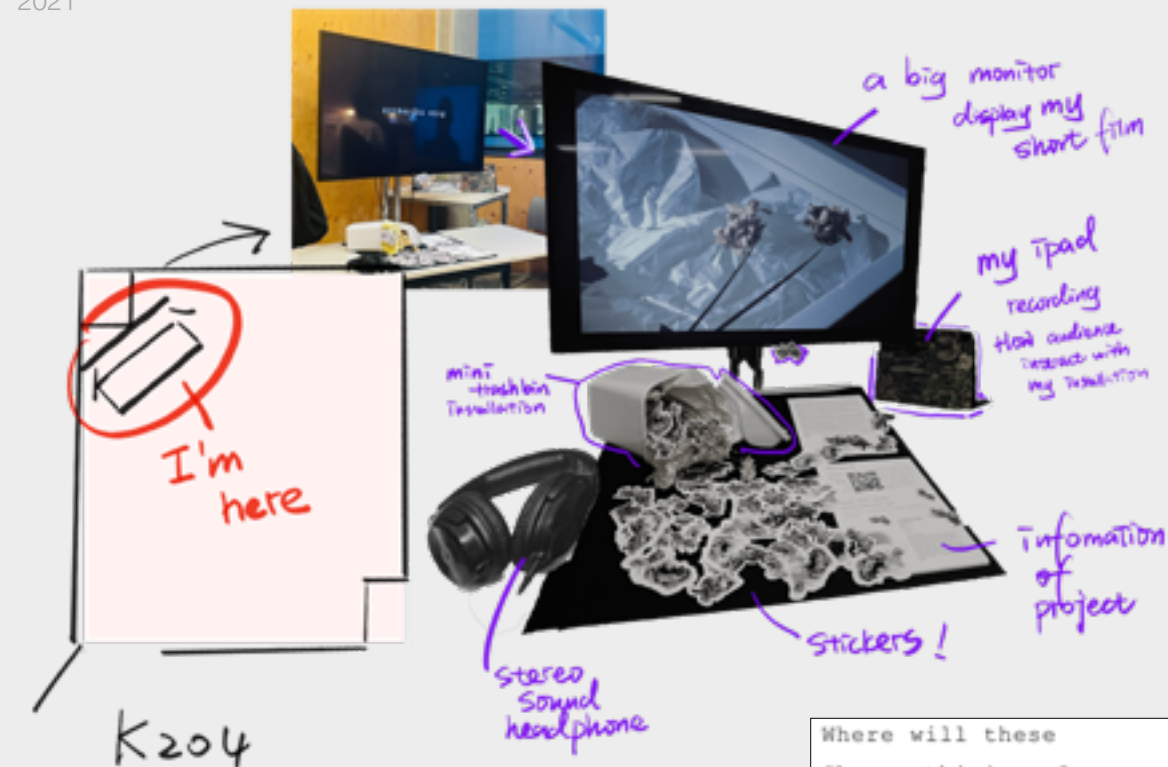 2021
a big monitor
display my
short film
my ipad
recording
How audience
interact with
my installation
mini
trashbin
Installation
I'm
here
infomation
of
project
stickers !
stereo
sound
headphone
K204
Where will these